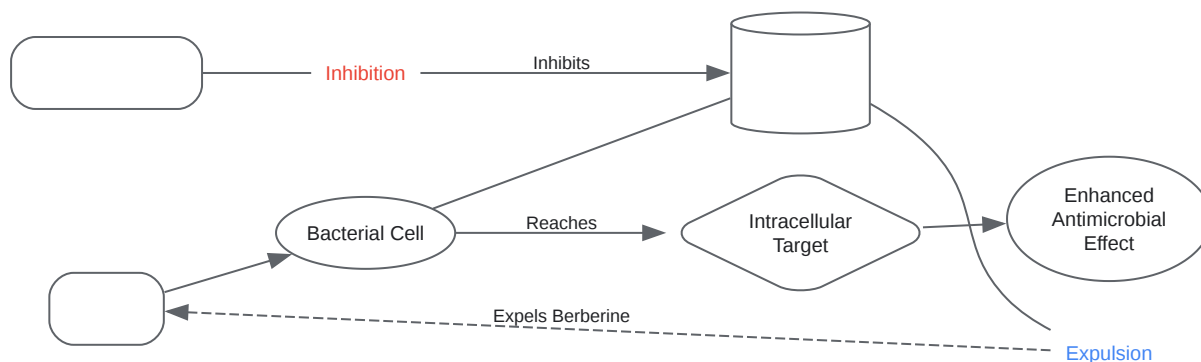 Inhibition
Inhibits
Bacterial Cell
Reaches
Intracellular
Target
Enhanced
Antimicrobial
Effect
Expels Berberine
Expulsion